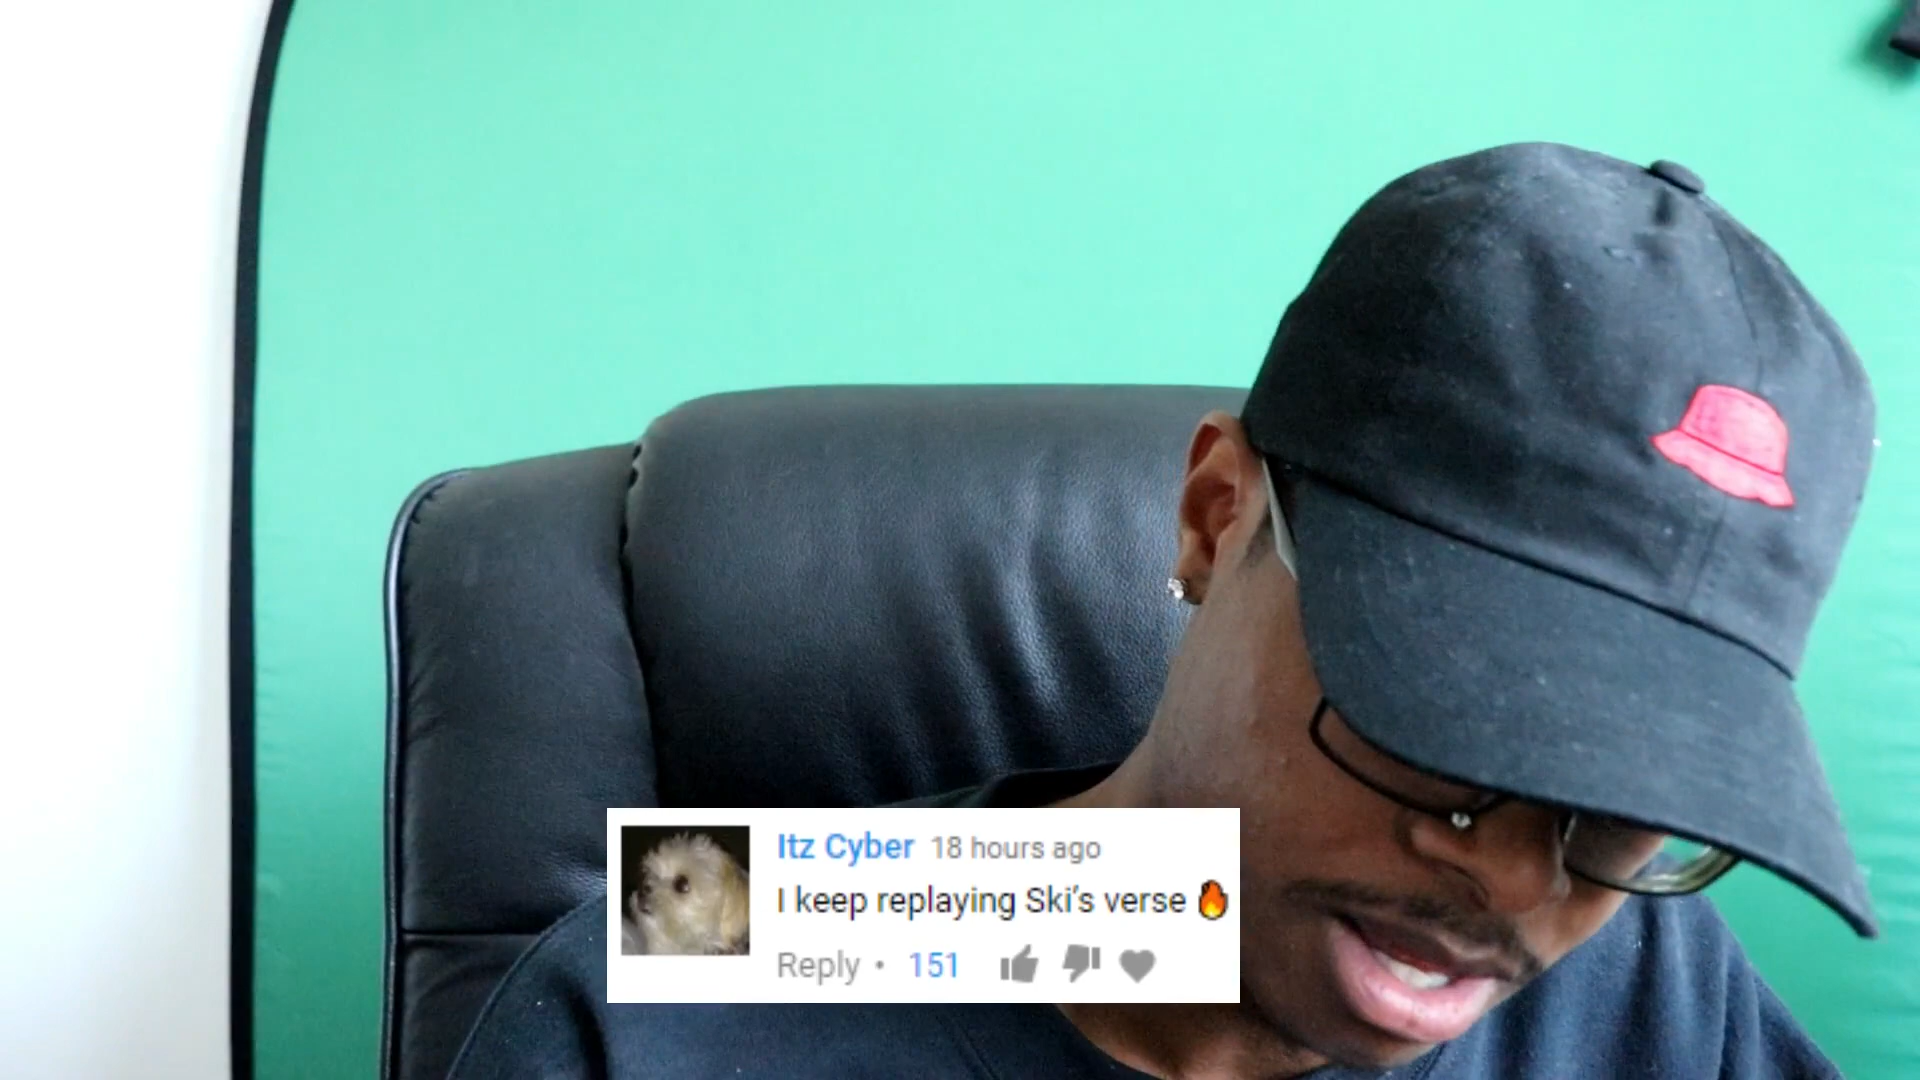 Itz Cyber 18 hours ago
I keep replaying Ski's verse 🔥
Reply • 151